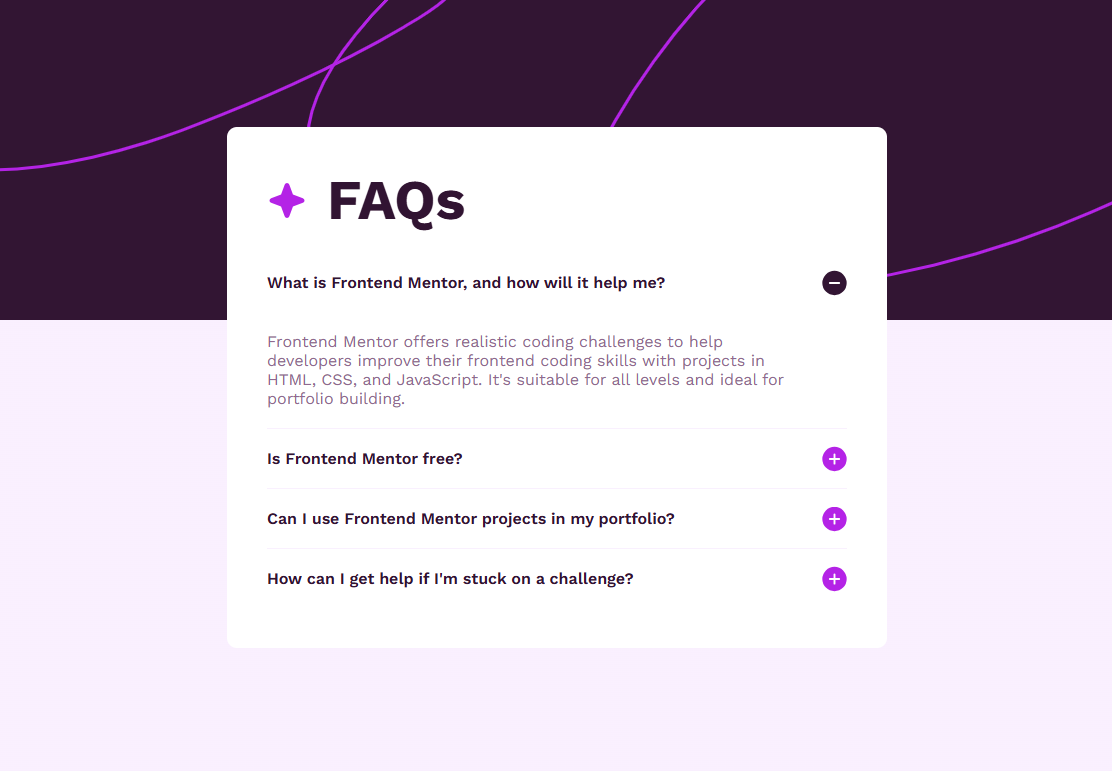 FAQs
What is Frontend Mentor, and how will it help me?
Frontend Mentor offers realistic coding challenges to help
developers improve their frontend coding skills with projects in
HTML, CSS, and JavaScript. It's suitable for all levels and ideal for
portfolio building.
Is Frontend Mentor free?
Can I use Frontend Mentor projects in my portfolio?
How can I get help if I'm stuck on a challenge?